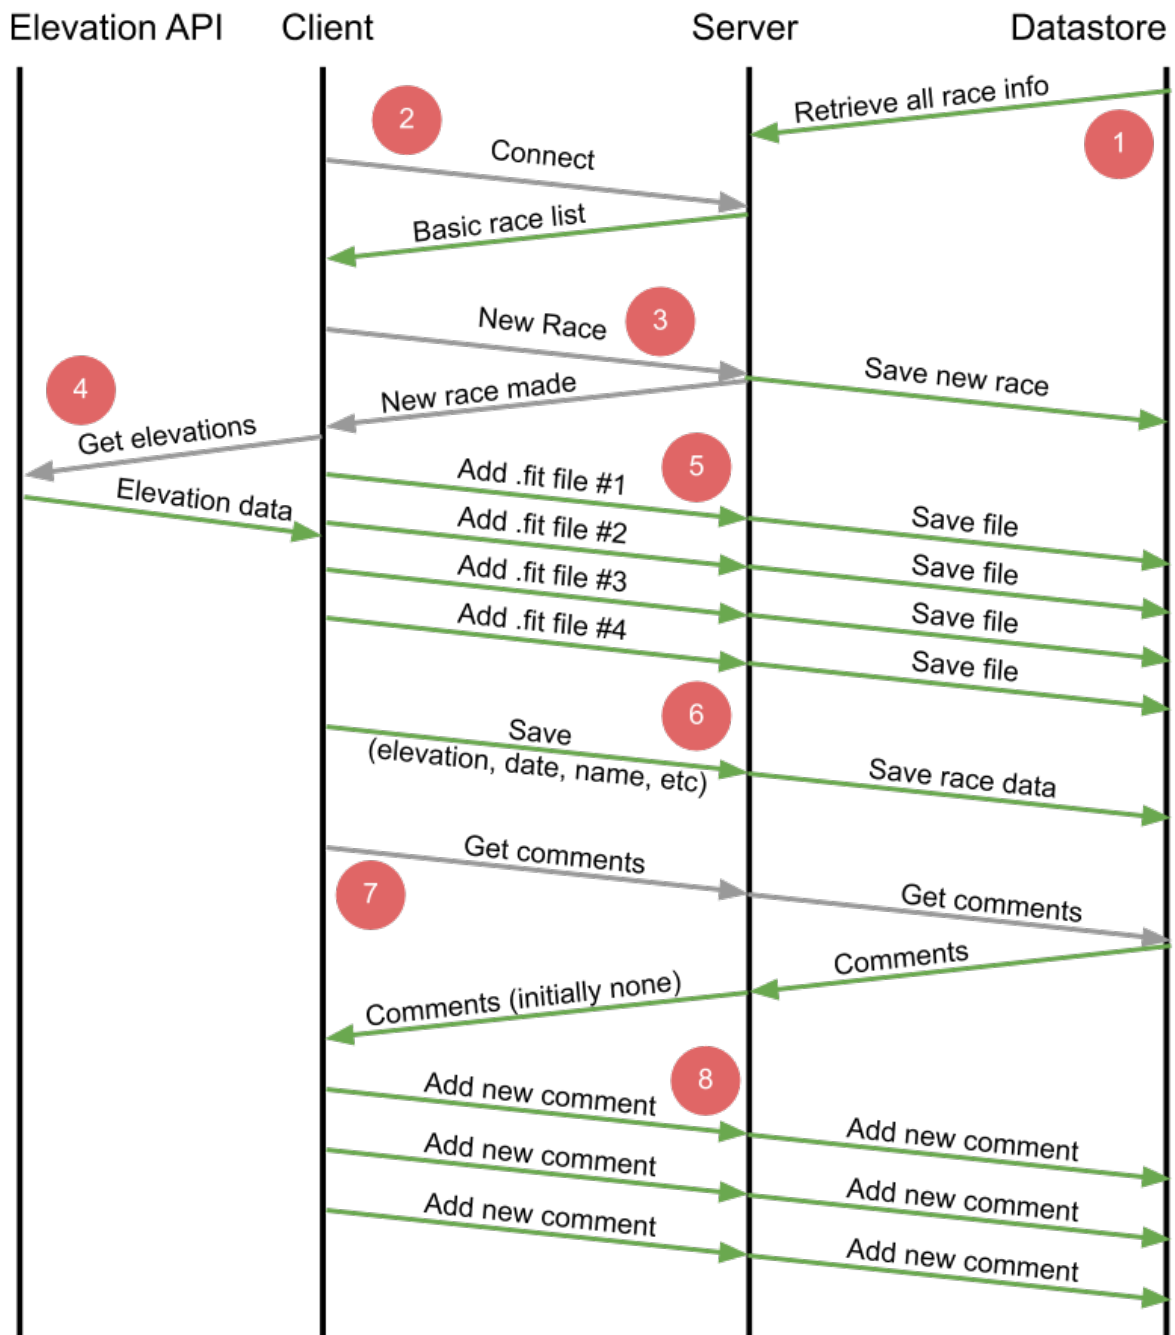 Elevation API Client Server Datastore
Retrieve all race info
1
2
Connect
Basic race list
New Race
3
New race made
Save new race
4
Get elevations
Elevation data
Add .fit file #1
5
Save file
Add .fit file #2
Save file
Add .fit file #3
Save file
Add .fit file #4
Save file
6
Save
(elevation, date, name, etc)
Save race data
Get comments
7
Get comments
Comments
Comments (initially none)
8
Add new comment
Add new comment
Add new comment
Add new comment
Add new comment
Add new comment